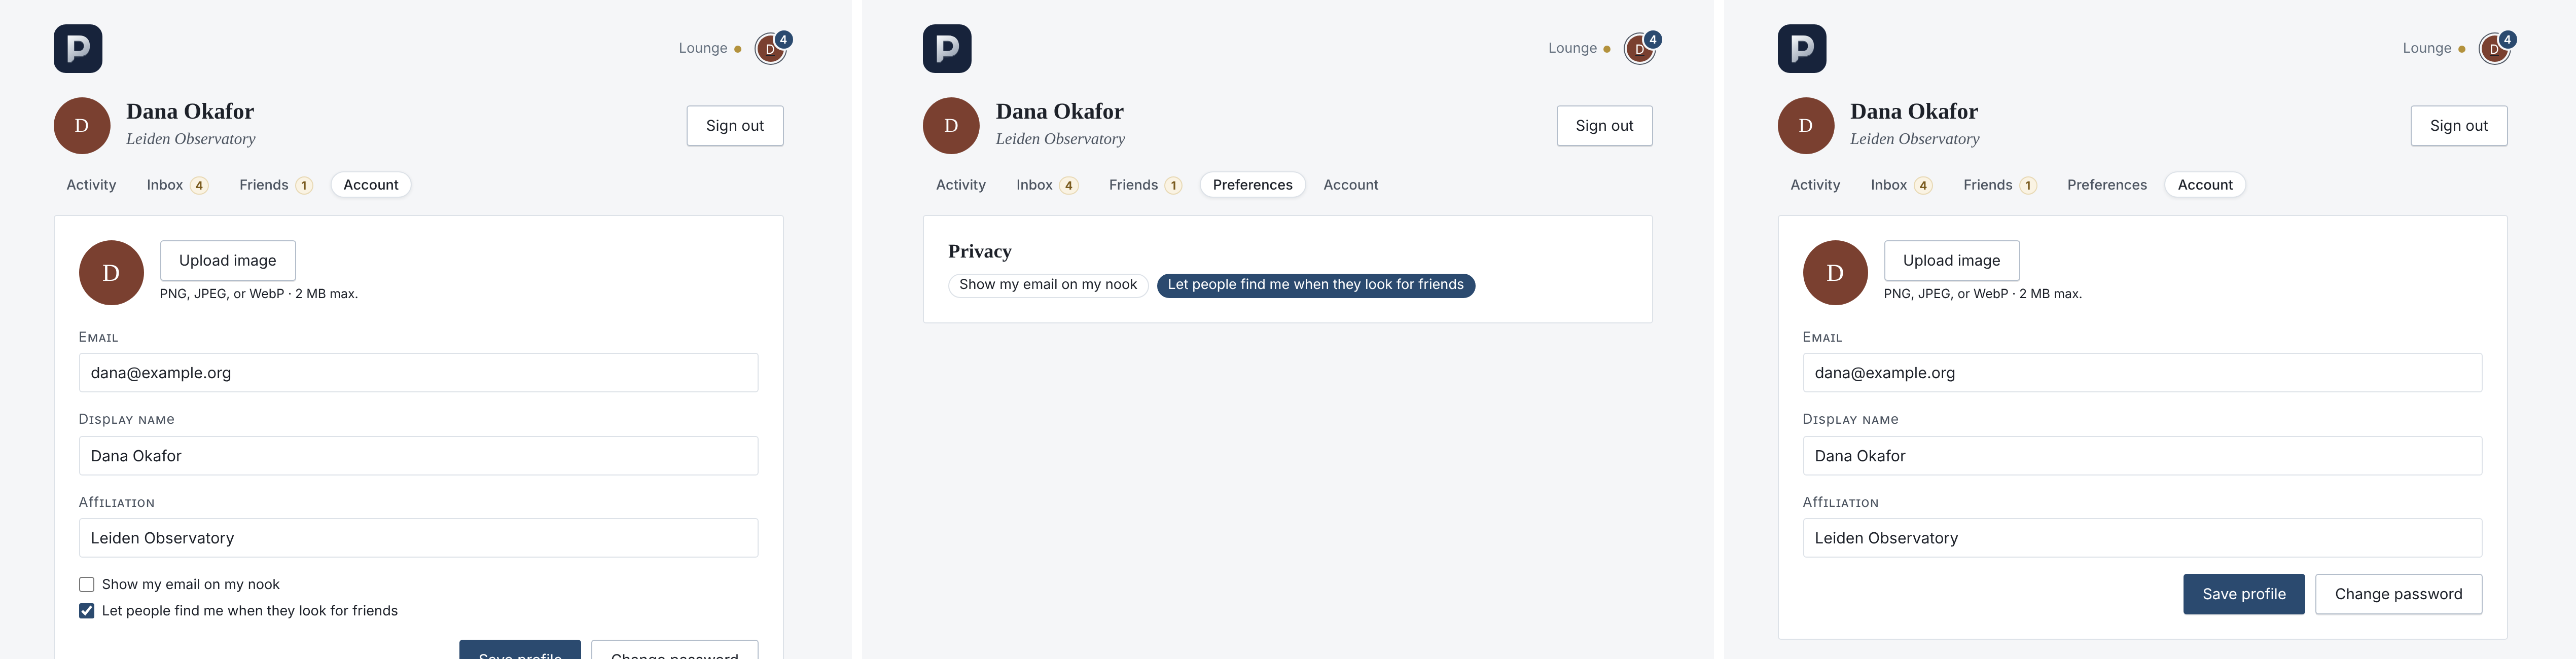 P
Lounge
D
4
D
Dana Okafor
Leiden Observatory
Sign out
Activity
Inbox 4
Friends 1
Account
D
Upload image
PNG, JPEG, or WebP · 2 MB max.
Email
dana@example.org
Display name
Dana Okafor
Affiliation
Leiden Observatory
Show my email on my nook
Let people find me when they look for friends
Save profile
Change password
P
Lounge
D
4
D
Dana Okafor
Leiden Observatory
Sign out
Activity
Inbox 4
Friends 1
Preferences
Account
Privacy
Show my email on my nook
Let people find me when they look for friends
P
Lounge
D
4
D
Dana Okafor
Leiden Observatory
Sign out
Activity
Inbox 4
Friends 1
Preferences
Account
D
Upload image
PNG, JPEG, or WebP · 2 MB max.
Email
dana@example.org
Display name
Dana Okafor
Affiliation
Leiden Observatory
Save profile
Change password